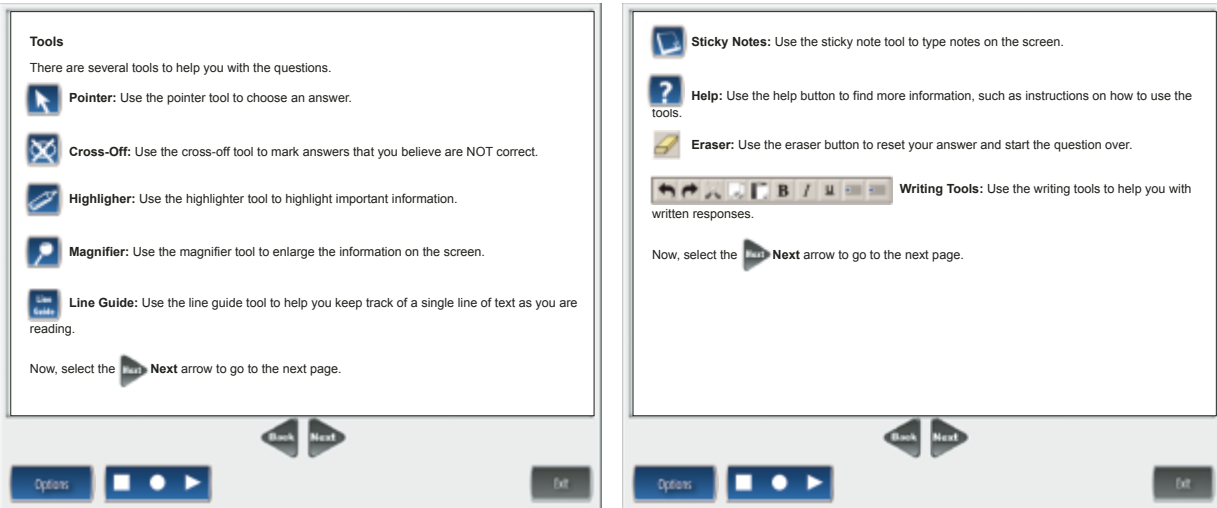 Tools
There are several tools to help you with the questions.
Pointer: Use the pointer tool to choose an answer.
Cross-Off: Use the cross-off tool to mark answers that you believe are NOT correct.
Highligher: Use the highlighter tool to highlight important information.
Magnifier: Use the magnifier tool to enlarge the information on the screen.
Line Guide
Line Guide: Use the line guide tool to help you keep track of a single line of text as you are
reading.
Now, select the Next Next arrow to go to the next page.
Back Next
Options
Exit
Sticky Notes: Use the sticky note tool to type notes on the screen.
? Help: Use the help button to find more information, such as instructions on how to use the
tools.
Eraser: Use the eraser button to reset your answer and start the question over.
B I U Writing Tools: Use the writing tools to help you with
written responses.
Now, select the Next Next arrow to go to the next page.
Back Next
Options
Exit